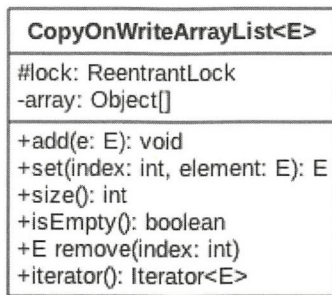 CopyOnWriteArrayList<E>
#lock: ReentrantLock
-array: Object[]
+add(e: E): void
+set(index: int, element: E): E
+size(): int
+isEmpty(): boolean
+E remove(index: int)
+iterator(): Iterator<E>